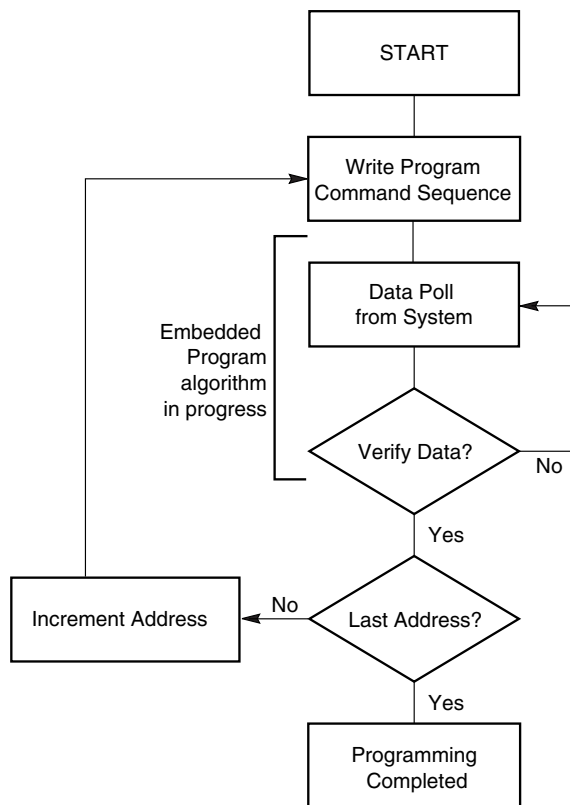 START
Write Program
Command Sequence
Data Poll
from System
Embedded
Program
algorithm
in progress
Verify Data?
No
Yes
Increment Address
No
Last Address?
Yes
Programming
Completed